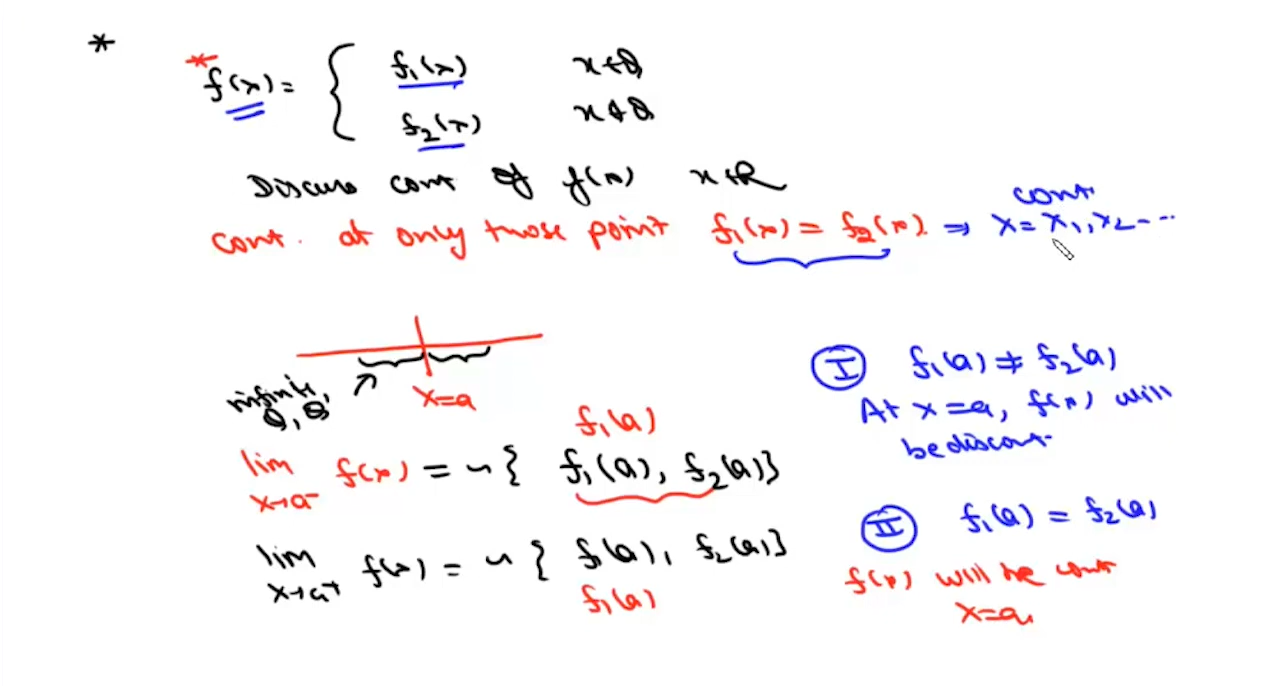 *
* f(x) = { f₁(x) x∈Q
f₂(x) x∉Q
Discuss cont of f(x) x∈R
cont. at only those point f₁(x) = f₂(x). ⇒ x = x₁, x₂ - - -
cont.
x=a
infinite,
Q, Q̅
f₁(a)
lim x→a⁻ f(x) = ~ { f₁(a), f₂(a)}
lim x→a⁺ f(x) = ~ { f₁(a), f₂(a)}
f₁(a)
I f₁(a) ≠ f₂(a)
At x=a, f(x) will
be discont.
II f₁(a) = f₂(a)
f(x) will be cont
x=a